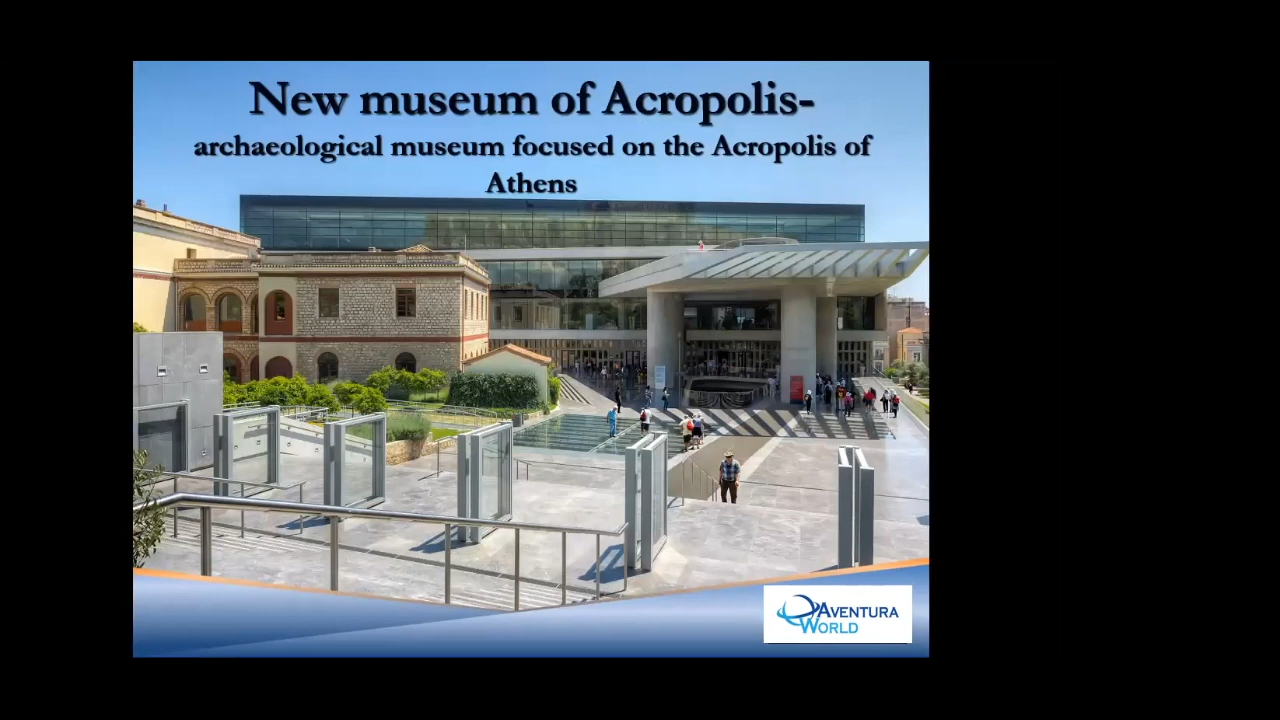 New museum of Acropolis-
archaeological museum focused on the Acropolis of
Athens
AVENTURA
WORLD